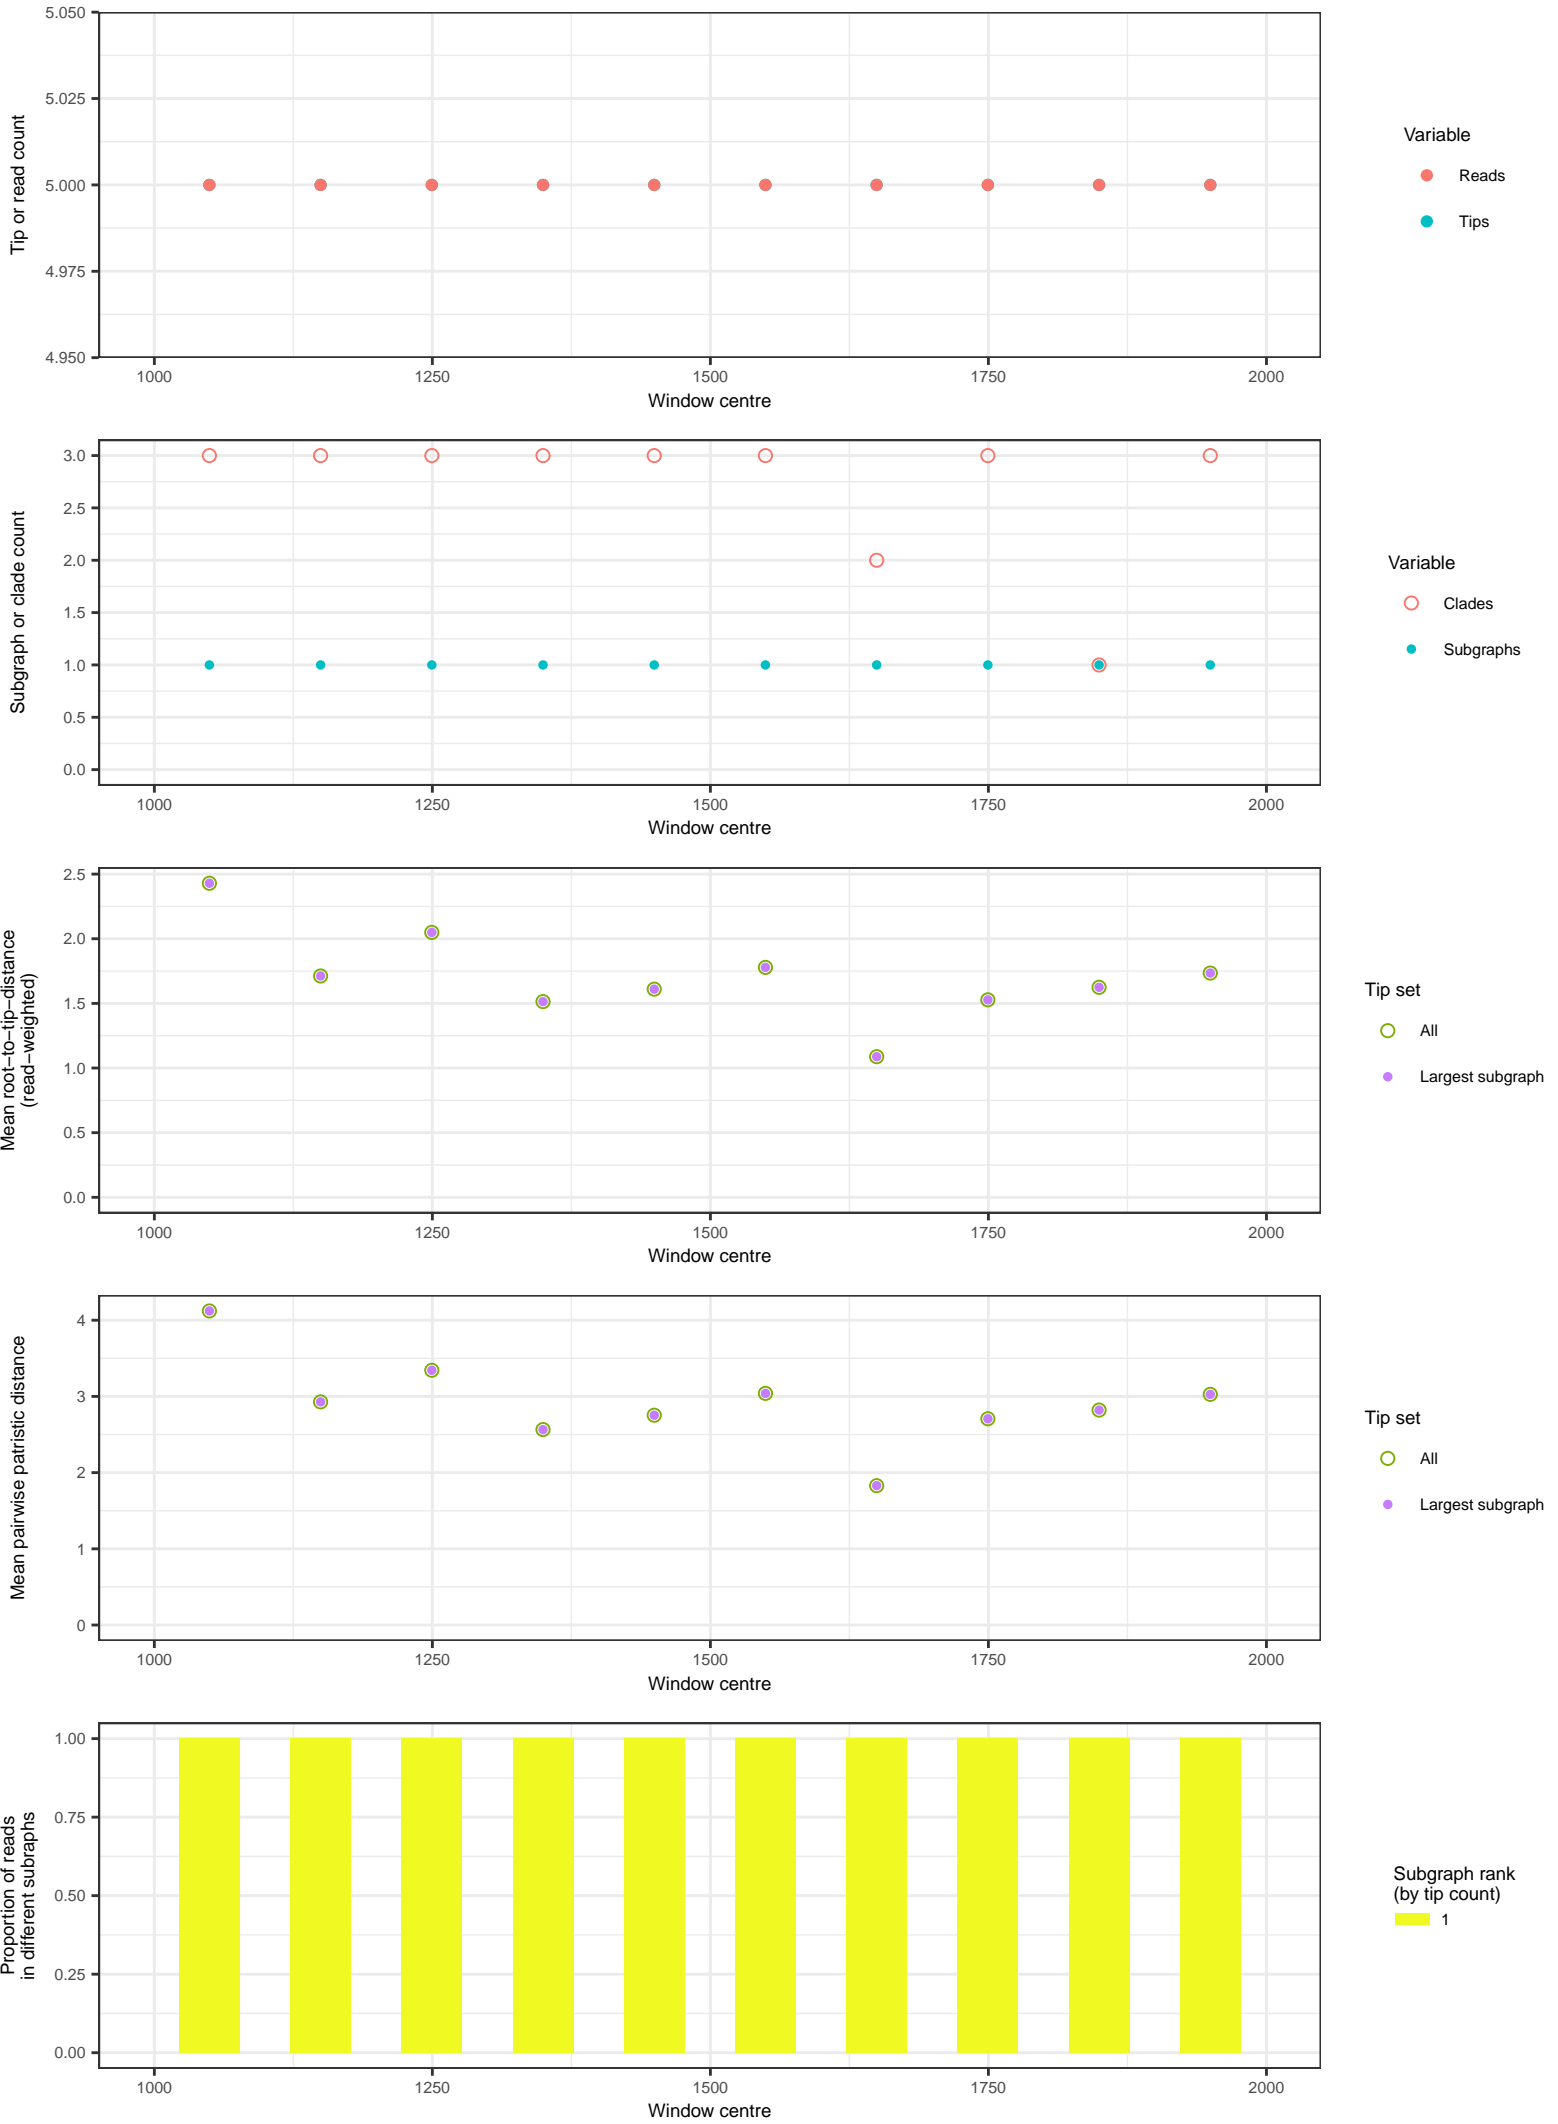 5.050
5.025
5.000
4.975
4.950
Tip or read count
1000 1250 1500 1750 2000
Window centre
Variable
Reads
Tips
3.0
2.5
2.0
1.5
1.0
0.5
0.0
Subgraph or clade count
1000 1250 1500 1750 2000
Window centre
Variable
Clades
Subgraphs
2.5
2.0
1.5
1.0
0.5
0.0
Mean root−to−tip−distance
(read−weighted)
1000 1250 1500 1750 2000
Window centre
Tip set
All
Largest subgraph
4
3
2
1
0
Mean pairwise patristic distance
1000 1250 1500 1750 2000
Window centre
Tip set
All
Largest subgraph
1.00
0.75
0.50
0.25
0.00
Proportion of reads
in different subraphs
1000 1250 1500 1750 2000
Window centre
Subgraph rank
(by tip count)
1